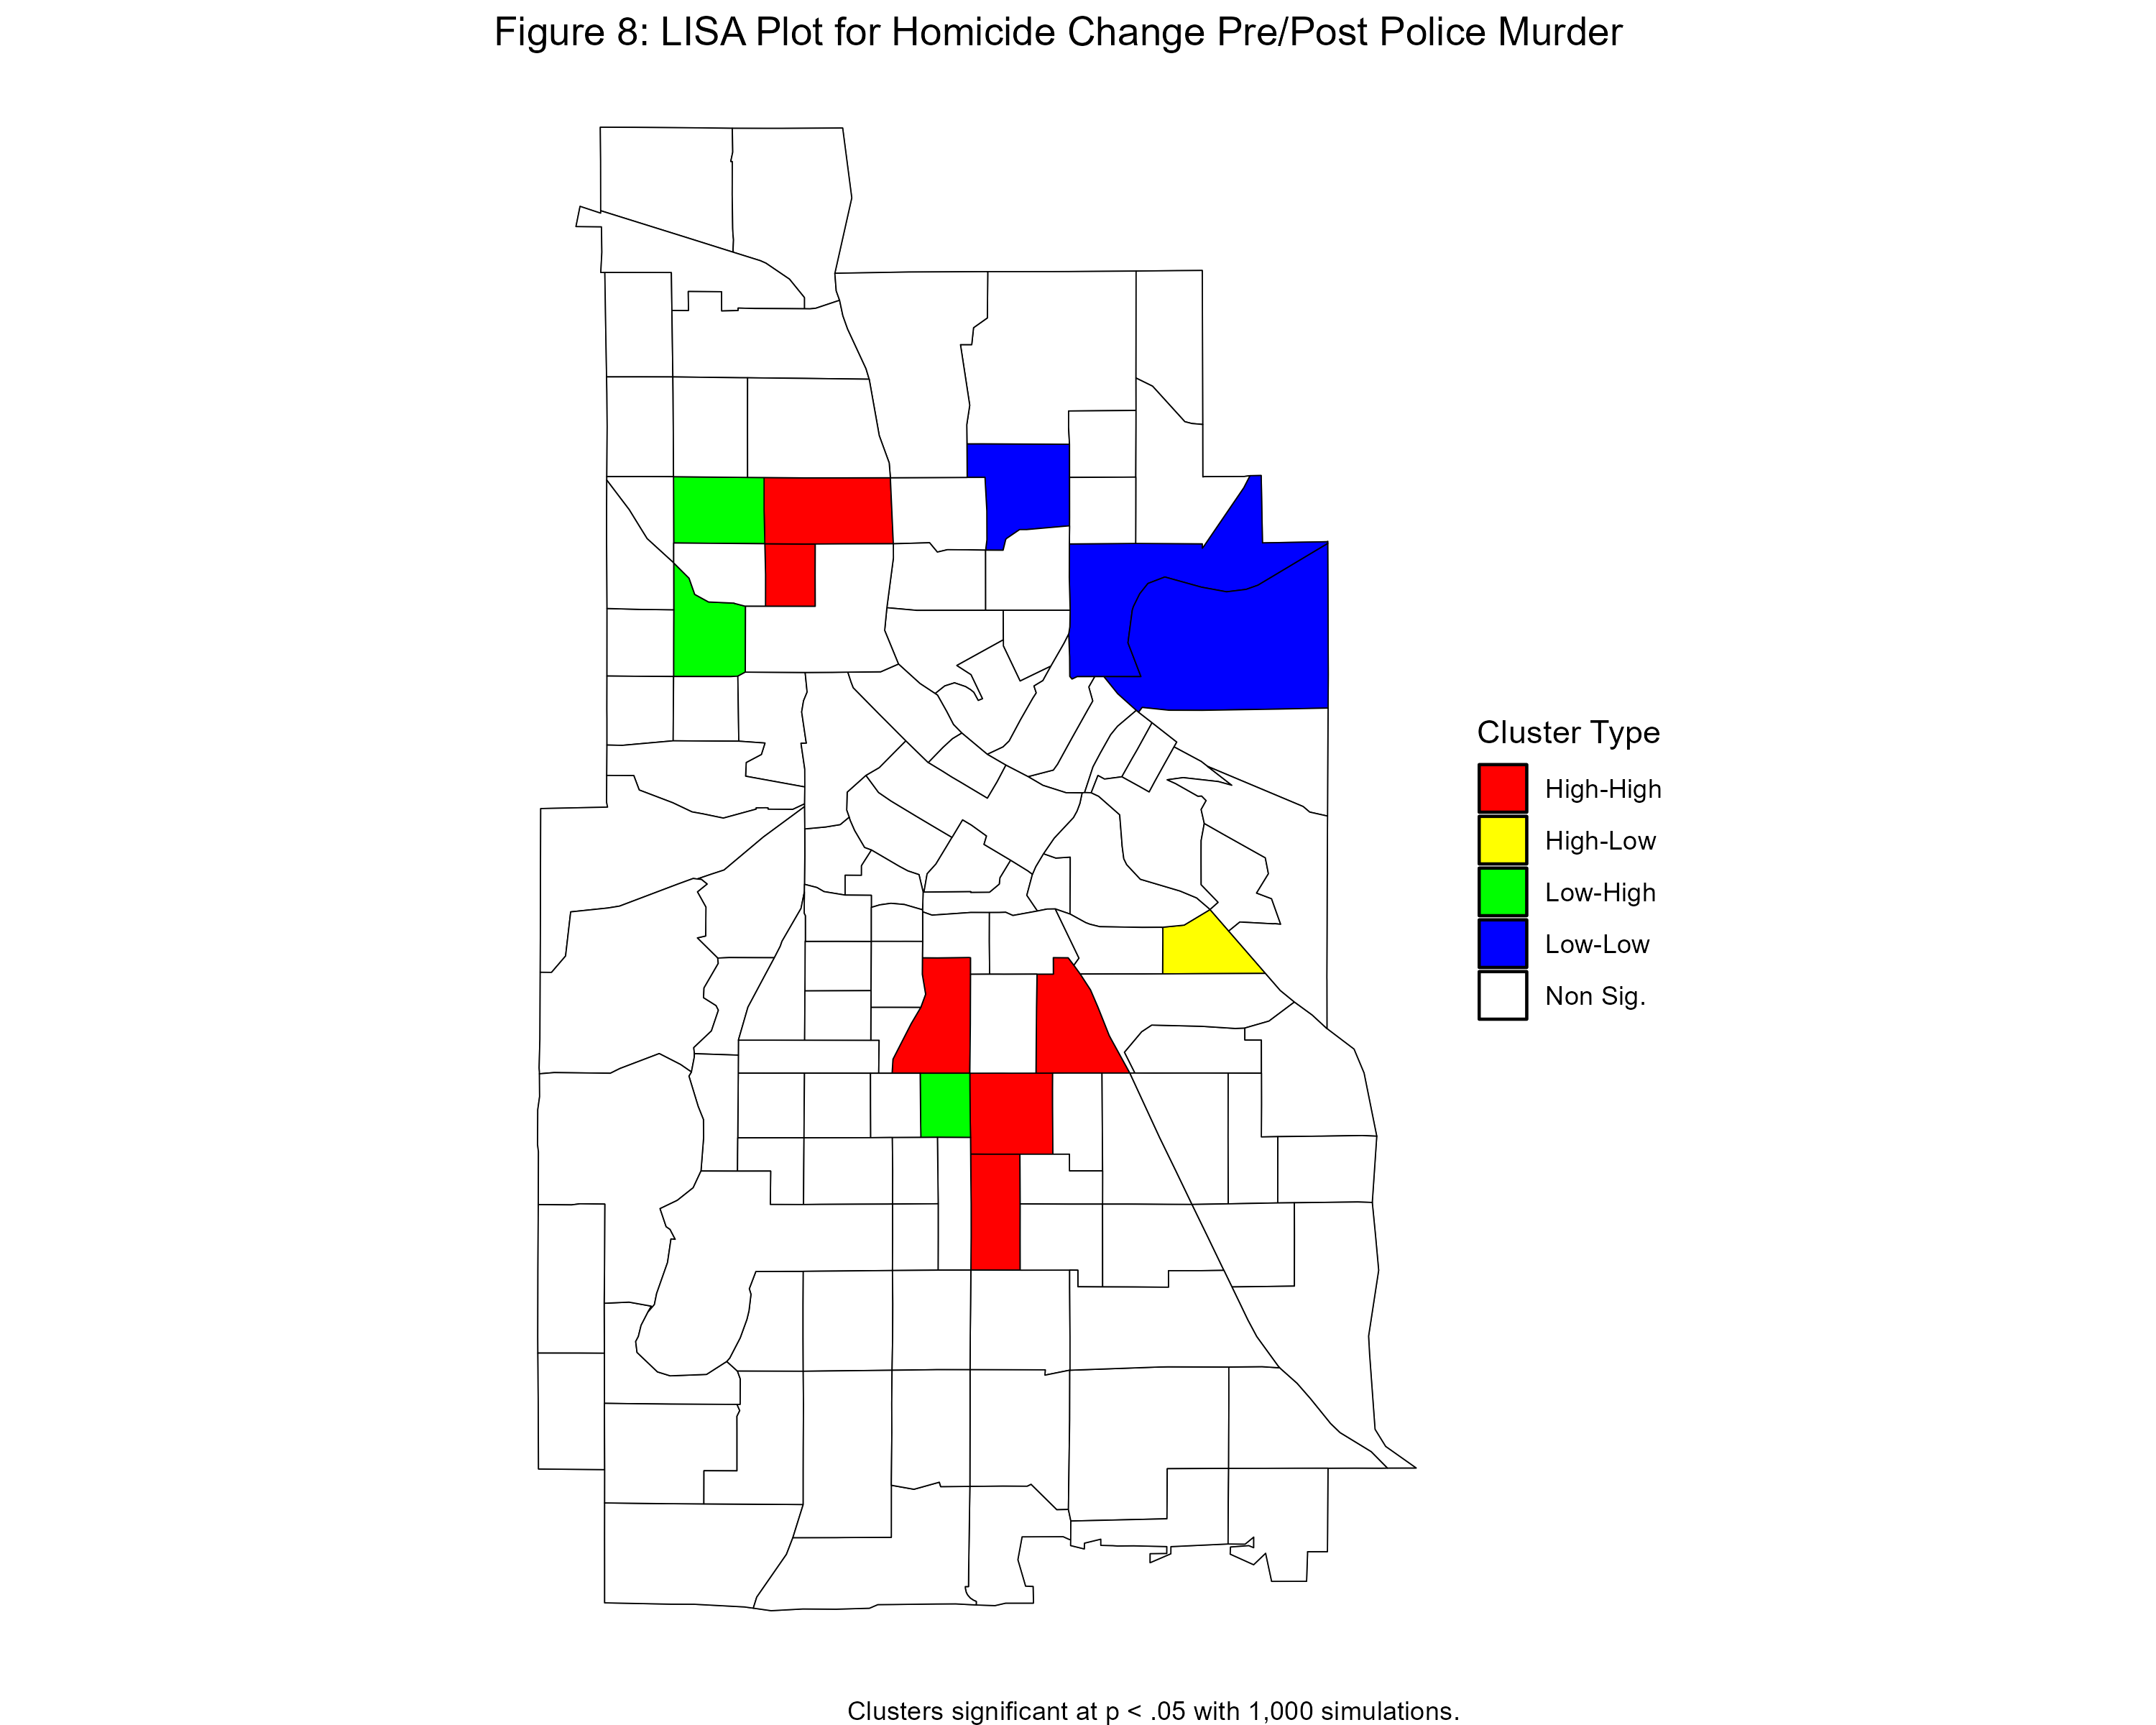 Figure 8: LISA Plot for Homicide Change Pre/Post Police Murder
Cluster Type
High-High
High-Low
Low-High
Low-Low
Non Sig.
Clusters significant at p < .05 with 1,000 simulations.